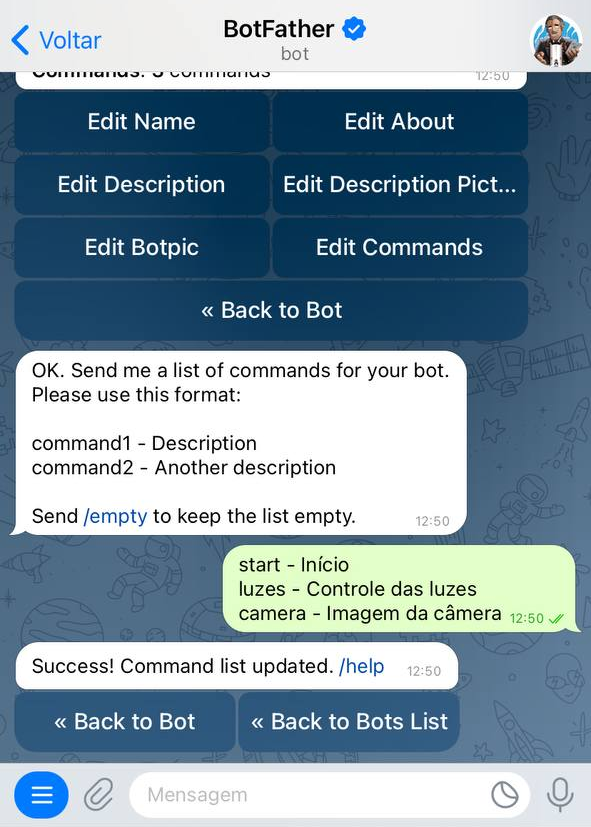 Voltar
BotFather
bot
Commands: 3 commands
12:50
Edit Name
Edit About
Edit Description
Edit Description Pict...
Edit Botpic
Edit Commands
« Back to Bot
OK. Send me a list of commands for your bot.
Please use this format:
command1 - Description
command2 - Another description
Send /empty to keep the list empty.
12:50
start - Início
luzes - Controle das luzes
camera - Imagem da câmera
12:50
Success! Command list updated. /help
12:50
« Back to Bot
« Back to Bots List
Mensagem